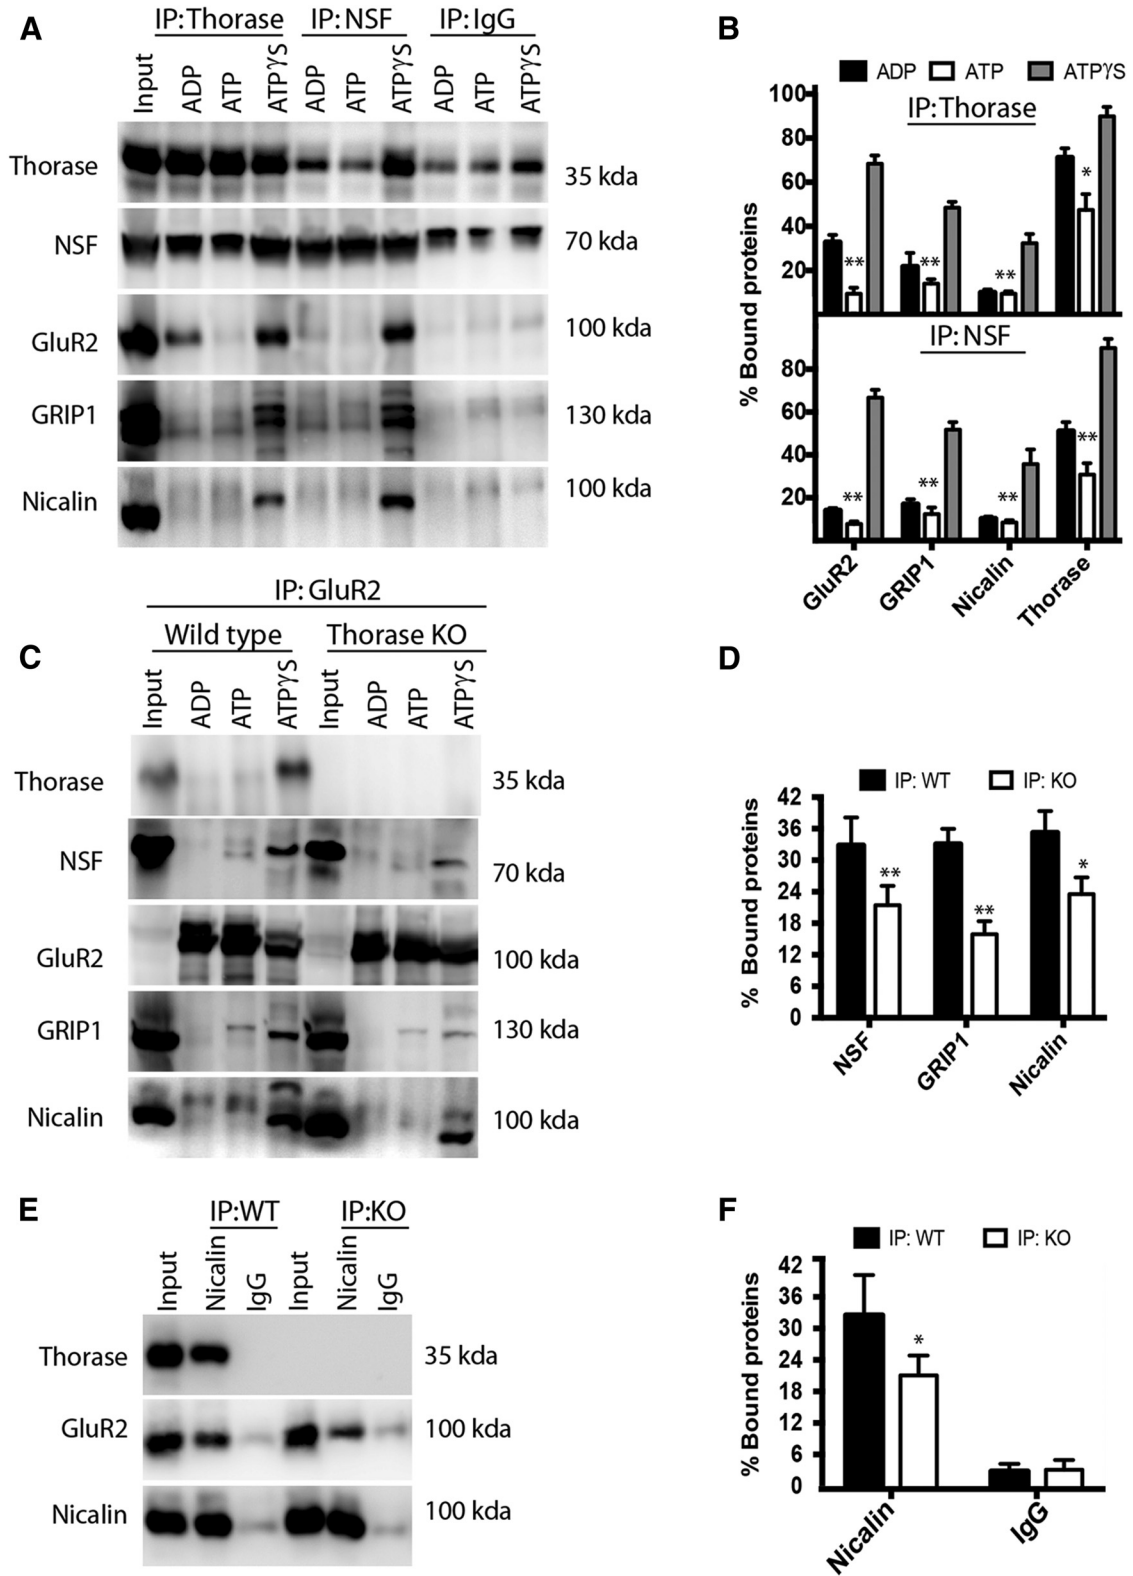 A
IP: Thorase IP: NSF IP: IgG
Input ADP ATP ATPγS ADP ATP ATPγS ADP ATP ATPγS
Thorase 35 kda
NSF 70 kda
GluR2 100 kda
GRIP1 130 kda
Nicalin 100 kda
B
ADP ATP ATPγS
IP: Thorase
% Bound proteins
100
80
60
40
20
** ** ** *
IP: NSF
80
60
40
20
** ** ** **
GluR2 GRIP1 Nicalin Thorase
C
IP: GluR2
Wild type Thorase KO
Input ADP ATP ATPγS Input ADP ATP ATPγS
Thorase 35 kda
NSF 70 kda
GluR2 100 kda
GRIP1 130 kda
Nicalin 100 kda
D
IP: WT IP: KO
% Bound proteins
42
36
30
24
18
12
6
0
** ** *
NSF GRIP1 Nicalin
E
IP:WT IP:KO
Input Nicalin IgG Input Nicalin IgG
Thorase 35 kda
GluR2 100 kda
Nicalin 100 kda
F
IP: WT IP: KO
% Bound proteins
42
36
30
24
18
12
6
0
*
Nicalin IgG